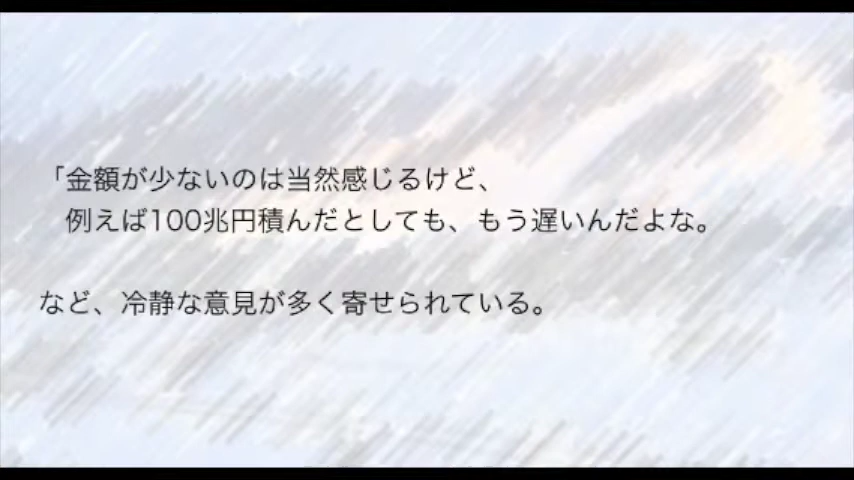 「金額が少ないのは当然感じるけど、
例えば100兆円積んだとしても、もう遅いんだよな。
など、冷静な意見が多く寄せられている。